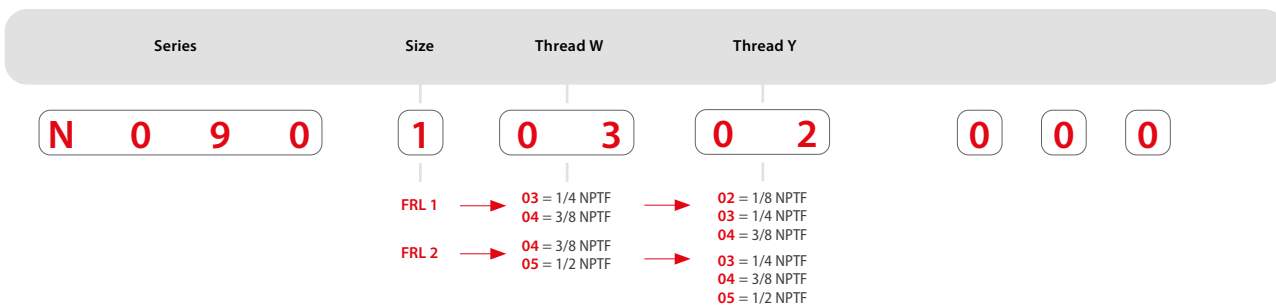 Series Size Thread W Thread Y
N 0 9 0 1 0 3 0 2 0 0 0
FRL 1 03 = 1/4 NPTF 02 = 1/8 NPTF
04 = 3/8 NPTF 03 = 1/4 NPTF
04 = 3/8 NPTF
FRL 2 04 = 3/8 NPTF 03 = 1/4 NPTF
05 = 1/2 NPTF 04 = 3/8 NPTF
05 = 1/2 NPTF